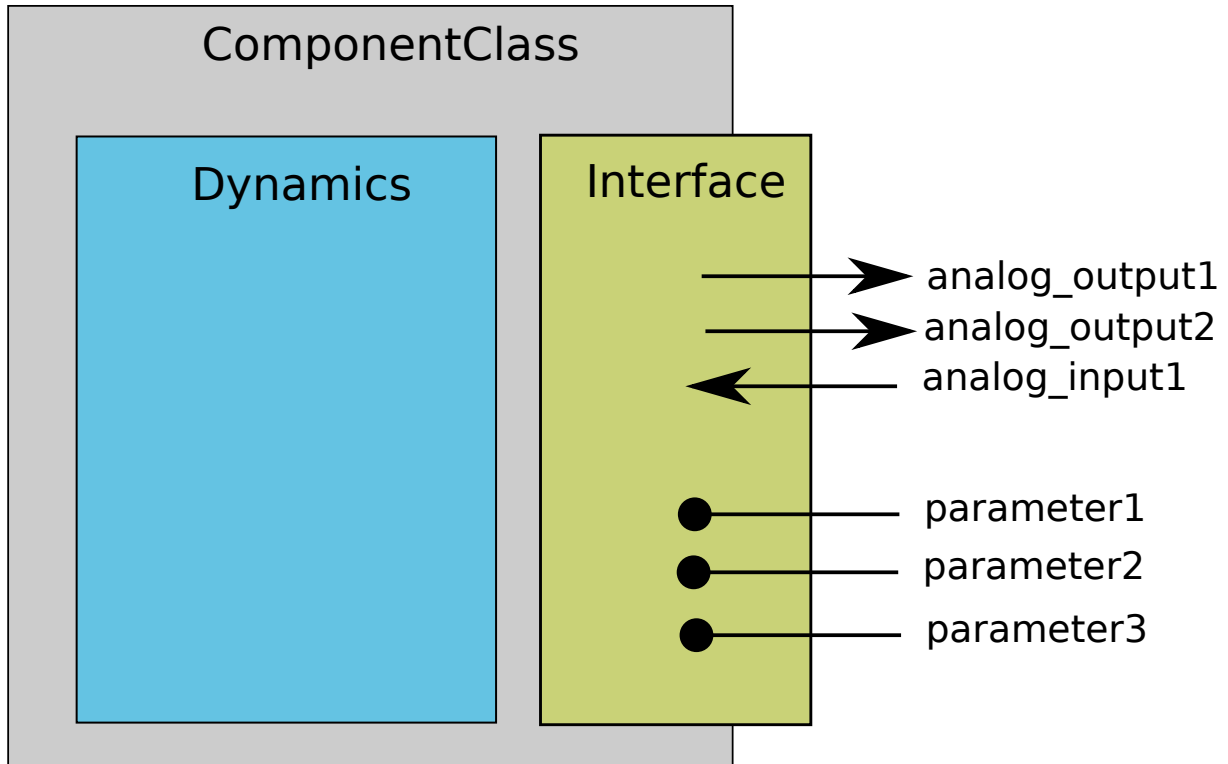 ComponentClass
Dynamics
Interface
analog_output1
analog_output2
analog_input1
parameter1
parameter2
parameter3